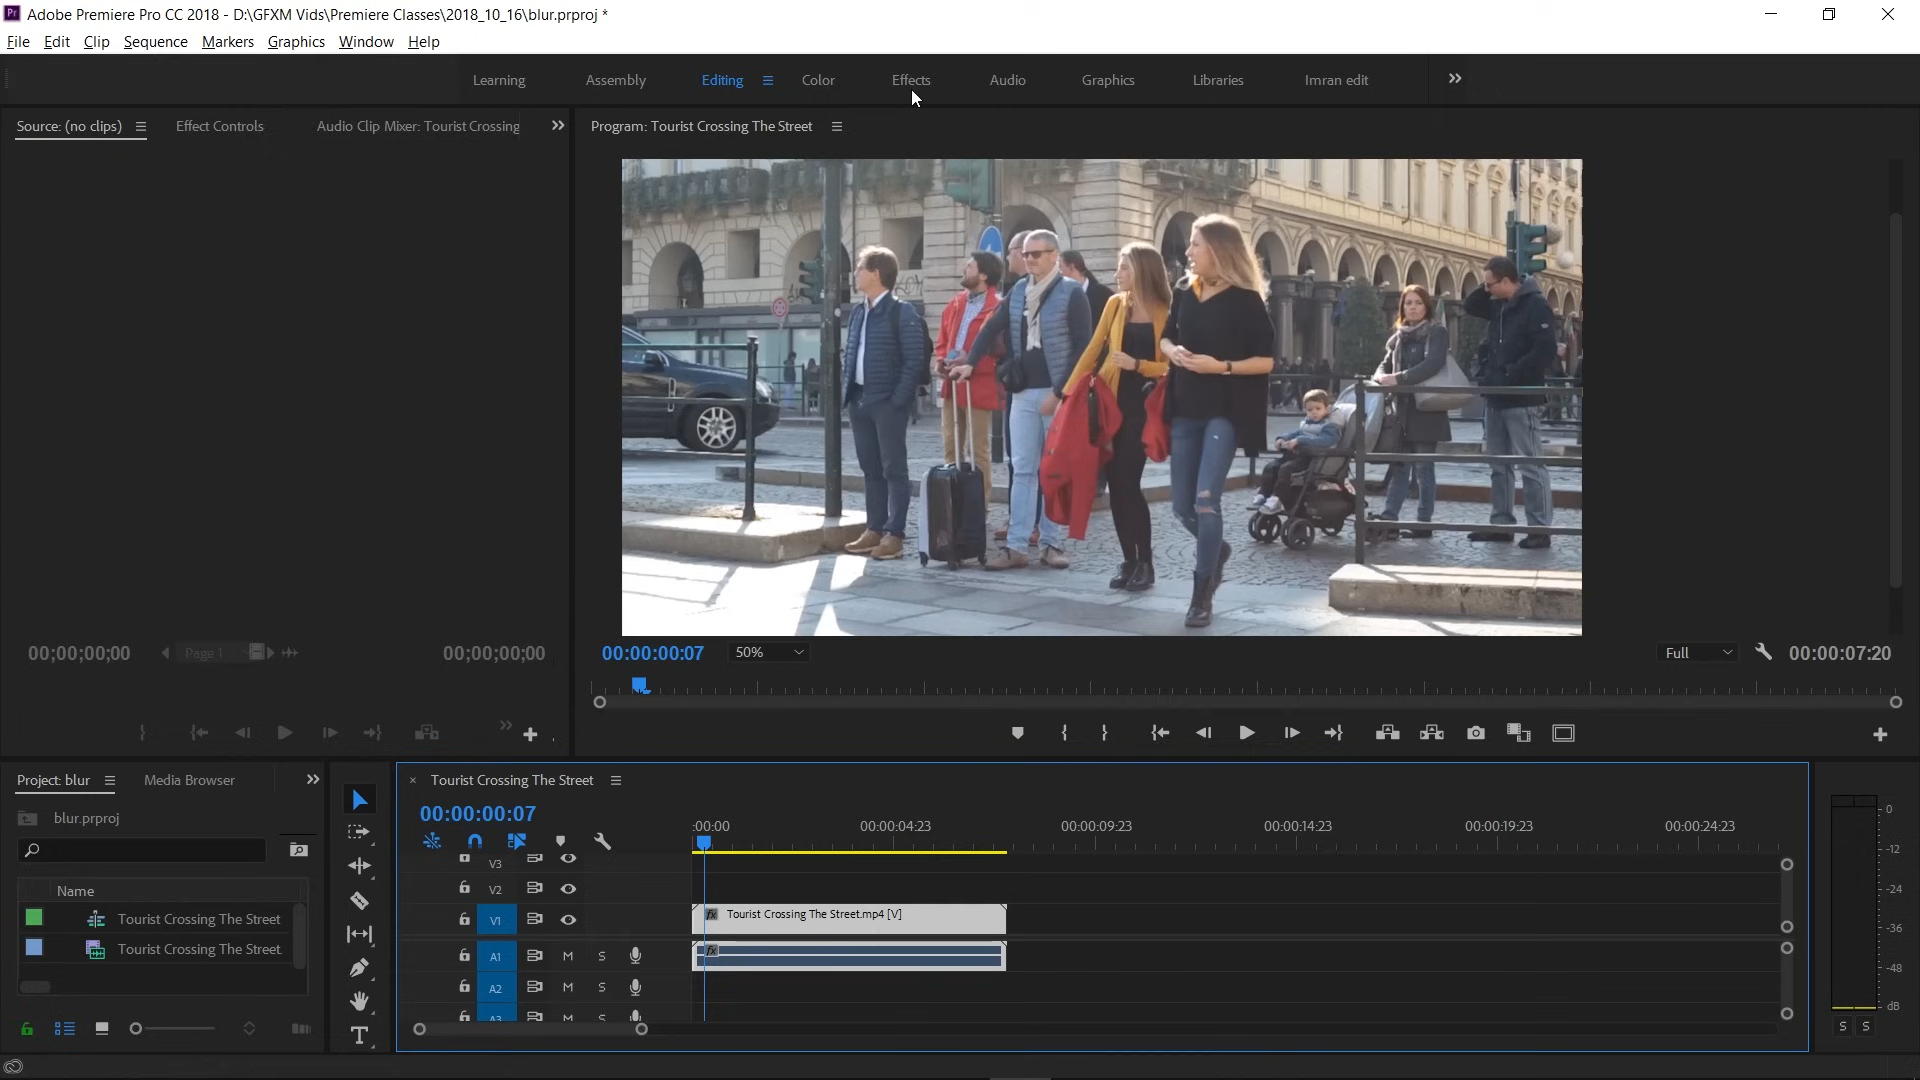 Adobe Premiere Pro CC 2018 - D:\GFXM Vids\Premiere Classes\2018_10_16\blur.prproj *
File Edit Clip Sequence Markers Graphics Window Help
Learning Assembly Editing Color Effects Audio Graphics Libraries Imran edit
Source: (no clips) Effect Controls Audio Clip Mixer: Tourist Crossing
Program: Tourist Crossing The Street
00;00;00;00 Page 1 00;00;00;00
00:00:00:07 50% Full 00:00:07:20
Project: blur Media Browser
Tourist Crossing The Street
blur.prproj
00:00:00:07
:00:00 00:00:04:23 00:00:09:23 00:00:14:23 00:00:19:23 00:00:24:23
Name
Tourist Crossing The Street
Tourist Crossing The Street
V3
V2
V1 fx Tourist Crossing The Street.mp4 [V]
A1 M S fx
A2 M S
A3 M S
0
-12
-24
-36
-48
dB
S S